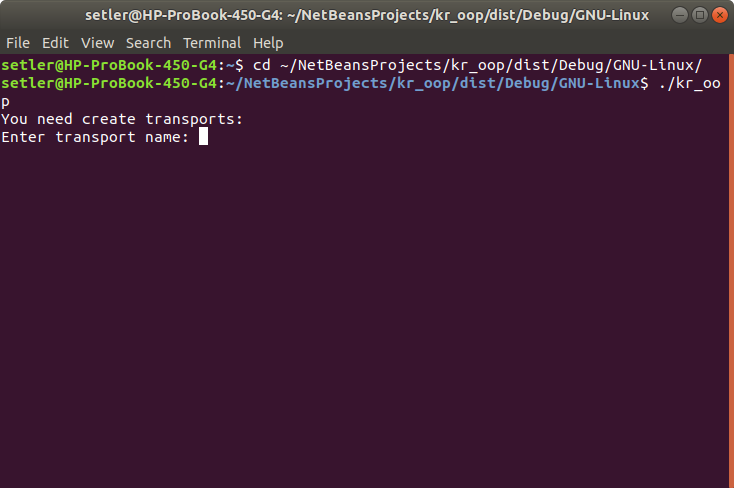 setler@HP-ProBook-450-G4: ~/NetBeansProjects/kr_oop/dist/Debug/GNU-Linux
File Edit View Search Terminal Help
setler@HP-ProBook-450-G4:~$ cd ~/NetBeansProjects/kr_oop/dist/Debug/GNU-Linux/
setler@HP-ProBook-450-G4:~/NetBeansProjects/kr_oop/dist/Debug/GNU-Linux$ ./kr_oo
p
You need create transports:
Enter transport name: